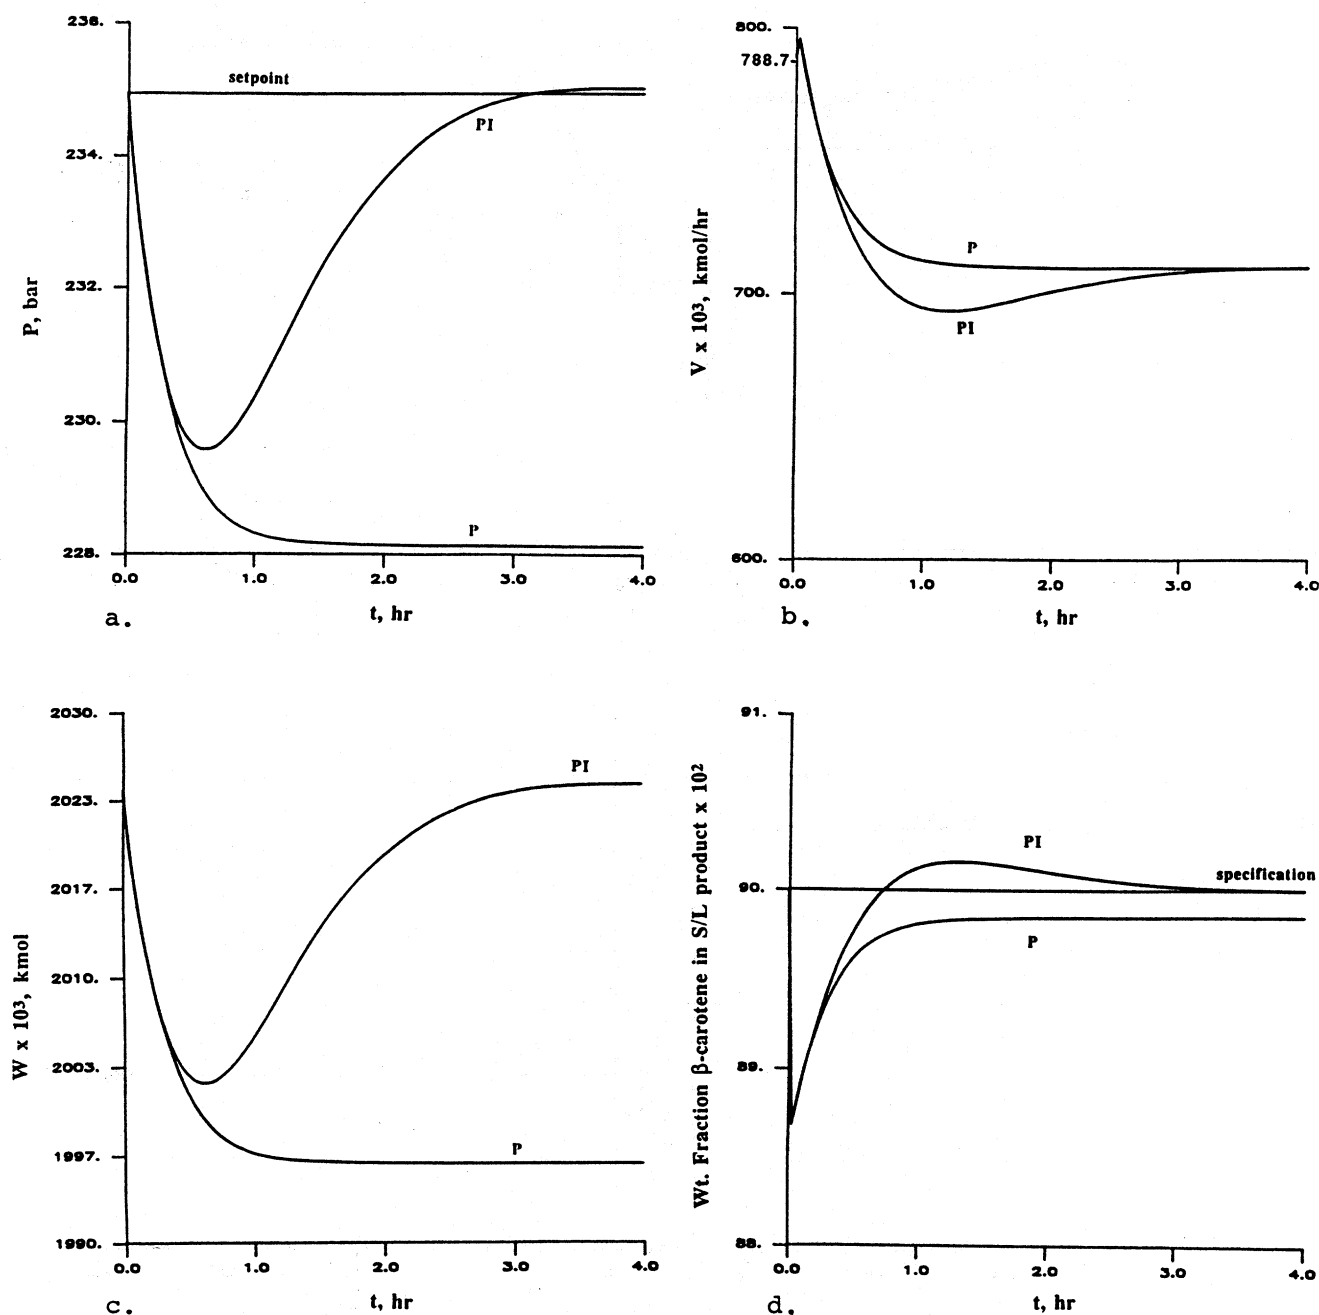 236.
setpoint
PI
234.
232.
P, bar
230.
P
228.
0.0 1.0 2.0 3.0 4.0
t, hr
a.
800.
788.7
V x 10³, kmol/hr
P
700.
PI
600.
0.0 1.0 2.0 3.0 4.0
t, hr
b.
2030.
PI
2023.
2017.
2010.
W x 10³, kmol
2003.
P
1997.
1990.
0.0 1.0 2.0 3.0 4.0
t, hr
c.
91.
Wt. Fraction β-carotene in S/L product x 10²
PI
specification
90.
P
89.
88.
0.0 1.0 2.0 3.0 4.0
t, hr
d.